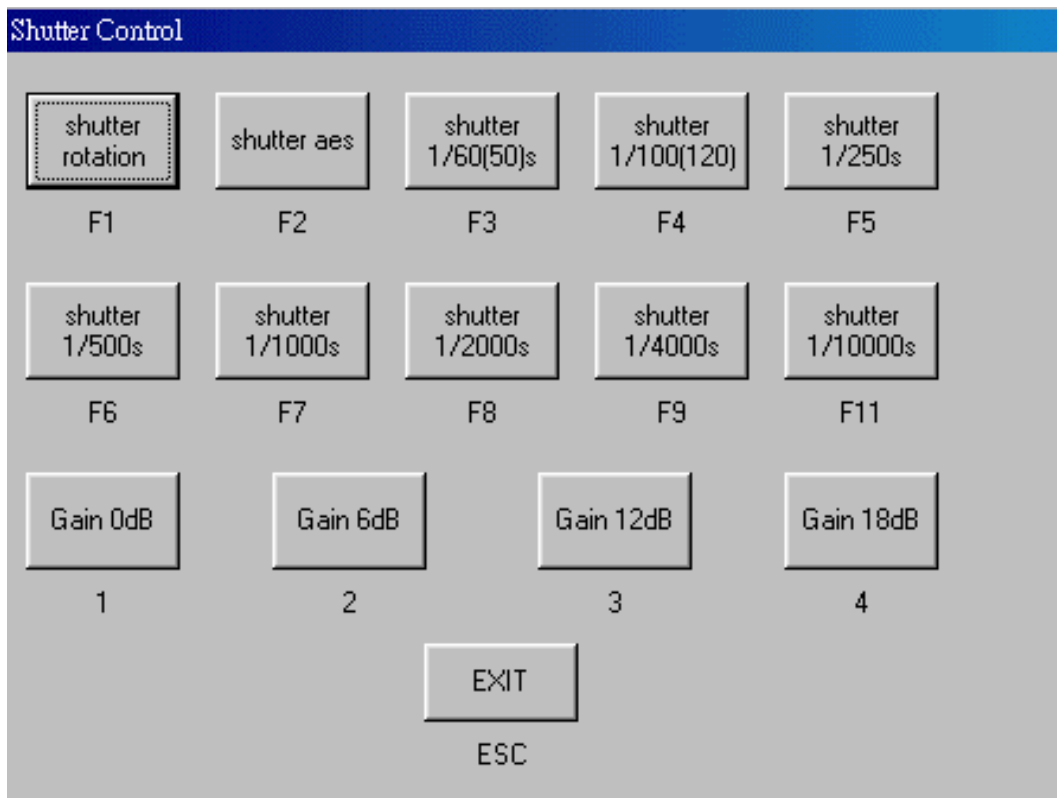 Shutter Control
shutter
rotation
shutter aes
shutter
1/60(50)s
shutter
1/100(120)
shutter
1/250s
F1
F2
F3
F4
F5
shutter
1/500s
shutter
1/1000s
shutter
1/2000s
shutter
1/4000s
shutter
1/10000s
F6
F7
F8
F9
F11
Gain 0dB
Gain 6dB
Gain 12dB
Gain 18dB
1
2
3
4
EXIT
ESC